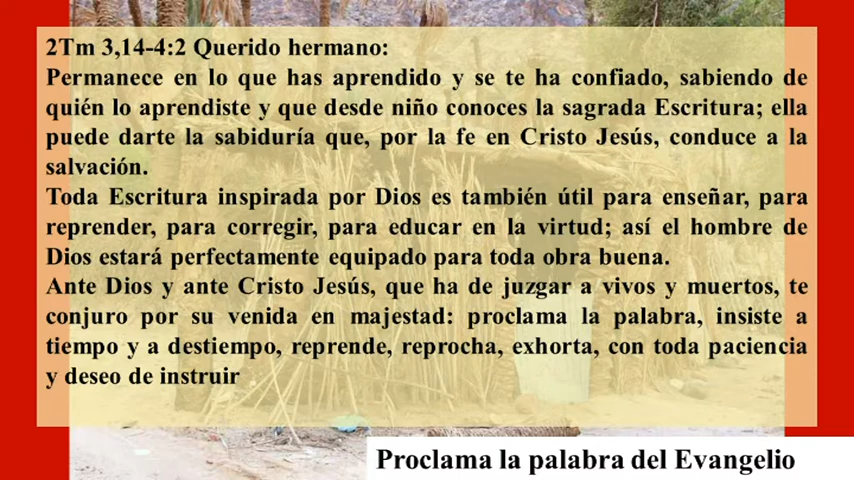 2Tm 3,14-4:2 Querido hermano:
Permanece en lo que has aprendido y se te ha confiado, sabiendo de
quién lo aprendiste y que desde niño conoces la sagrada Escritura; ella
puede darte la sabiduría que, por la fe en Cristo Jesús, conduce a la
salvación.
Toda Escritura inspirada por Dios es también útil para enseñar, para
reprender, para corregir, para educar en la virtud; así el hombre de
Dios estará perfectamente equipado para toda obra buena.
Ante Dios y ante Cristo Jesús, que ha de juzgar a vivos y muertos, te
conjuro por su venida en majestad: proclama la palabra, insiste a
tiempo y a destiempo, reprende, reprocha, exhorta, con toda paciencia
y deseo de instruir
Proclama la palabra del Evangelio